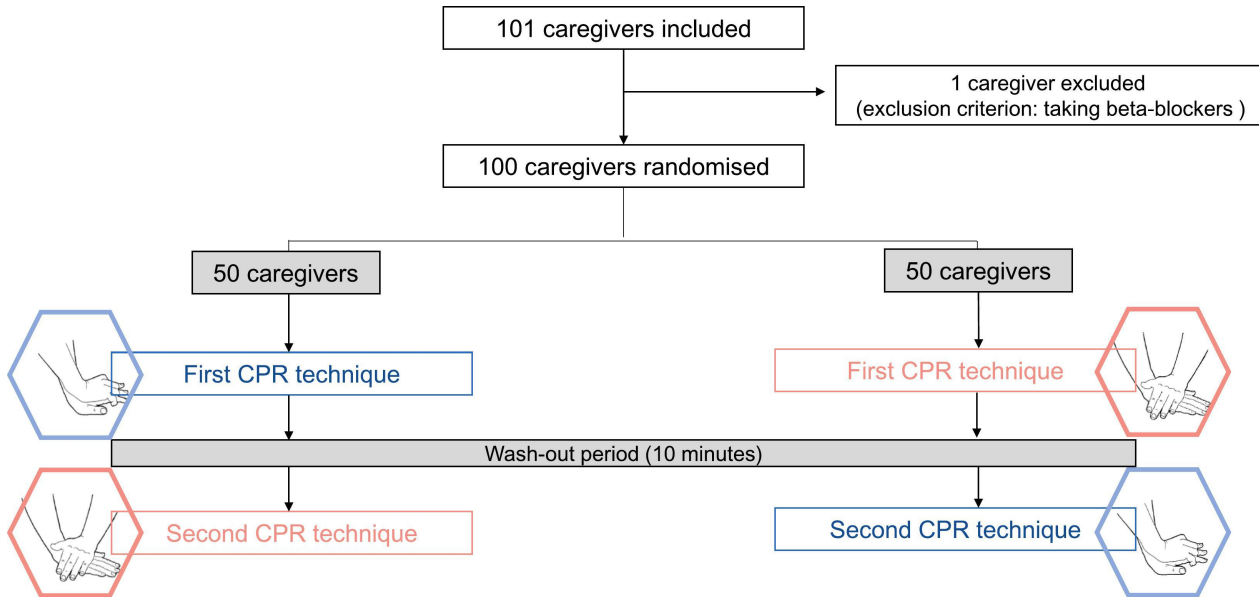 101 caregivers included
1 caregiver excluded
(exclusion criterion: taking beta-blockers )
100 caregivers randomised
50 caregivers
50 caregivers
First CPR technique
First CPR technique
Wash-out period (10 minutes)
Second CPR technique
Second CPR technique